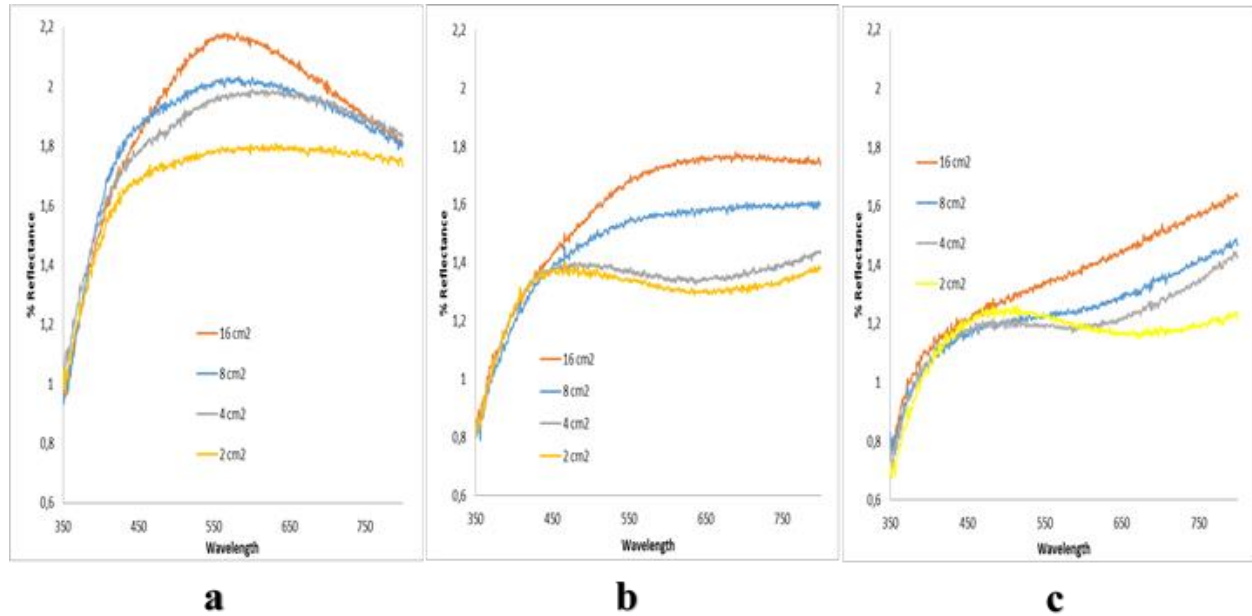 2,2
2
1,8
1,6
1,4
1,2
1
0,8
0,6
% Reflectance
350
450
550
650
750
Wavelength
16 cm2
8 cm2
4 cm2
2 cm2
a
2,2
2
1,8
1,6
1,4
1,2
1
0,8
0,6
% Reflectance
350
450
550
650
750
Wavelength
16 cm2
8 cm2
4 cm2
2 cm2
b
2,2
2
1,8
1,6
1,4
1,2
1
0,8
0,6
% Reflectance
350
450
550
650
750
Wavelength
16 cm2
8 cm2
4 cm2
2 cm2
c